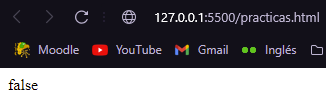 127.0.0.1:5500/practicas.html
Moodle YouTube Gmail Inglés
false